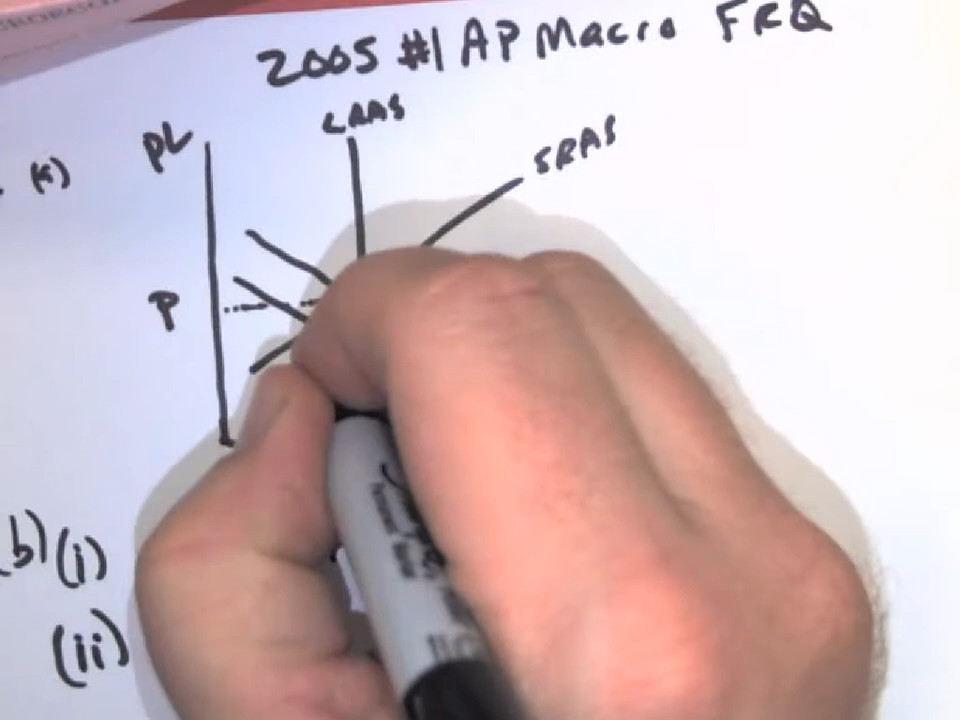 2005 #1 AP Macro FRQ
LRAS
PL
SRAS
(a)
P
(b) (i)
(ii)